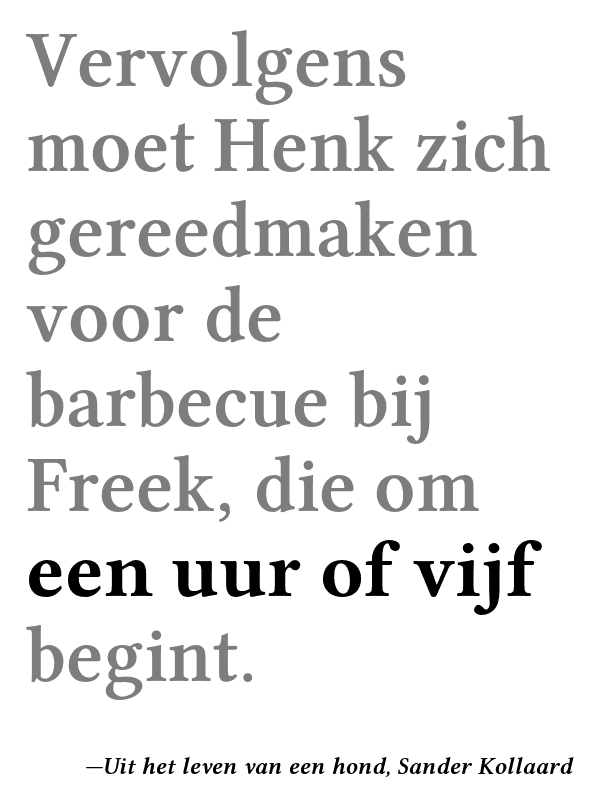 Vervolgens
moet Henk zich
gereedmaken
voor de
barbecue bij
Freek, die om
een uur of vijf
begint.
—Uit het leven van een hond, Sander Kollaard